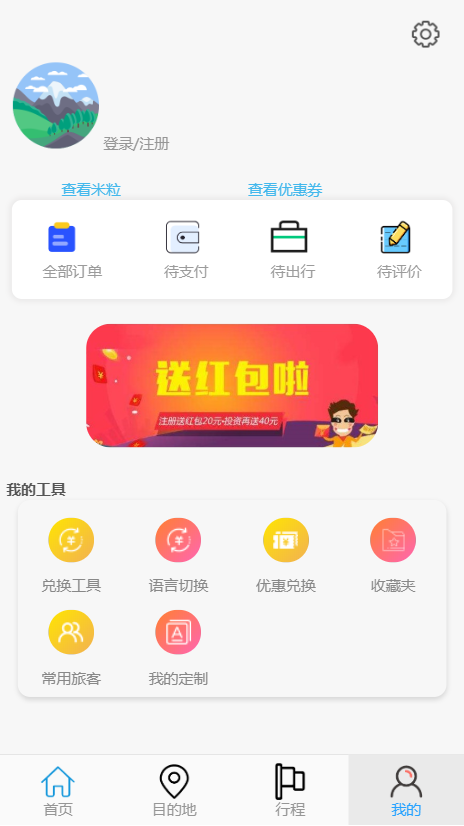 登录/注册
查看米粒 查看优惠券
全部订单 待支付 待出行 待评价
送红包啦
注册送红包20元•投资再送40元
我的工具
兑换工具 语言切换 优惠兑换 收藏夹
常用旅客 我的定制
首页 目的地 行程 我的